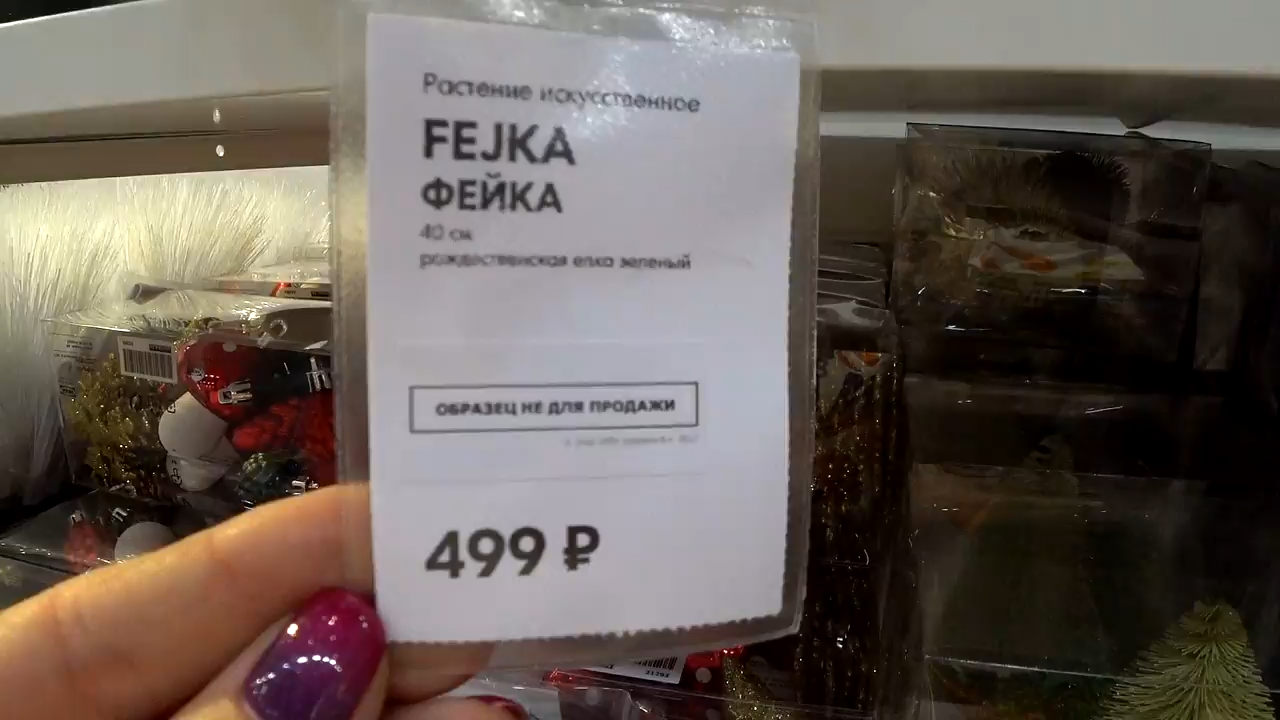 Растение искусственное
FEJKA
ФЕЙКА
40 см
рождественская елка зеленый
ОБРАЗЕЦ НЕ ДЛЯ ПРОДАЖИ
499 ₽